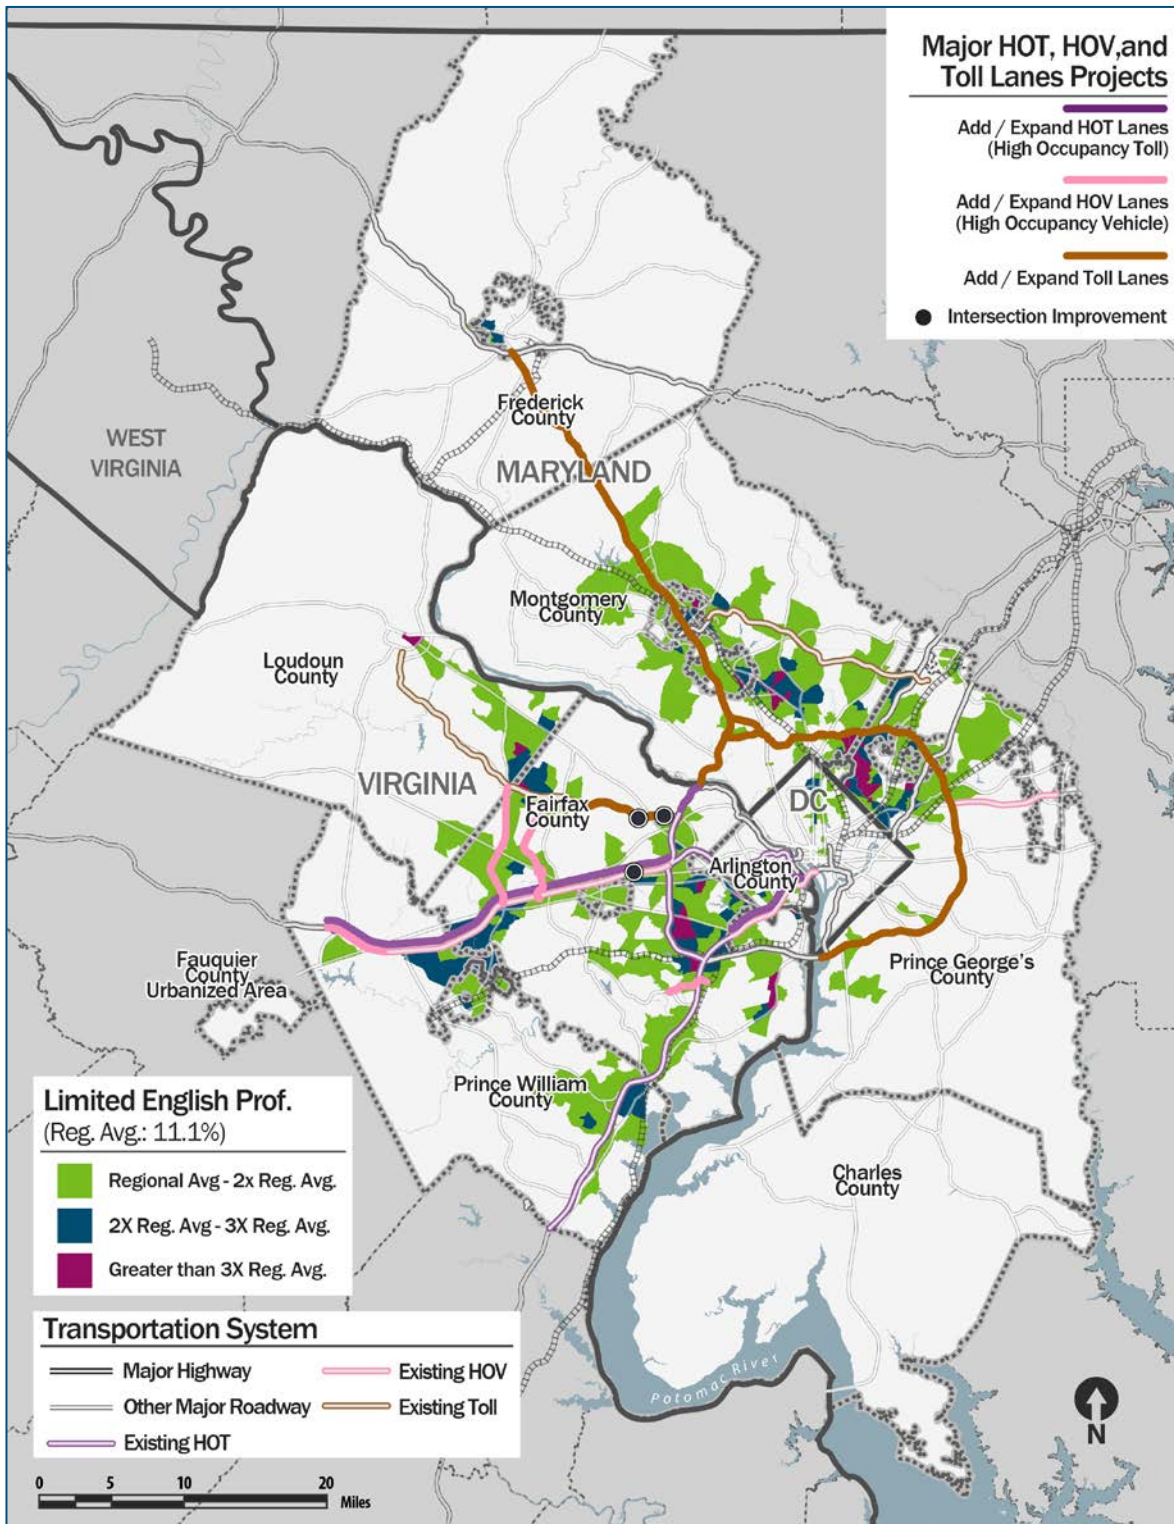 Major HOT, HOV,and
Toll Lanes Projects
Add / Expand HOT Lanes
(High Occupancy Toll)
Add / Expand HOV Lanes
(High Occupancy Vehicle)
Add / Expand Toll Lanes
Intersection Improvement
Frederick
County
WEST
VIRGINIA
MARYLAND
Montgomery
County
Loudoun
County
VIRGINIA
Fairfax
County
DC
Arlington
County
Fauquier
County
Urbanized Area
Prince George's
County
Prince William
County
Charles
County
Potomac River
Limited English Prof.
(Reg. Avg.: 11.1%)
Regional Avg - 2x Reg. Avg.
2X Reg. Avg - 3X Reg. Avg.
Greater than 3X Reg. Avg.
Transportation System
Major Highway
Existing HOV
Other Major Roadway
Existing Toll
Existing HOT
N
0 5 10 20
Miles